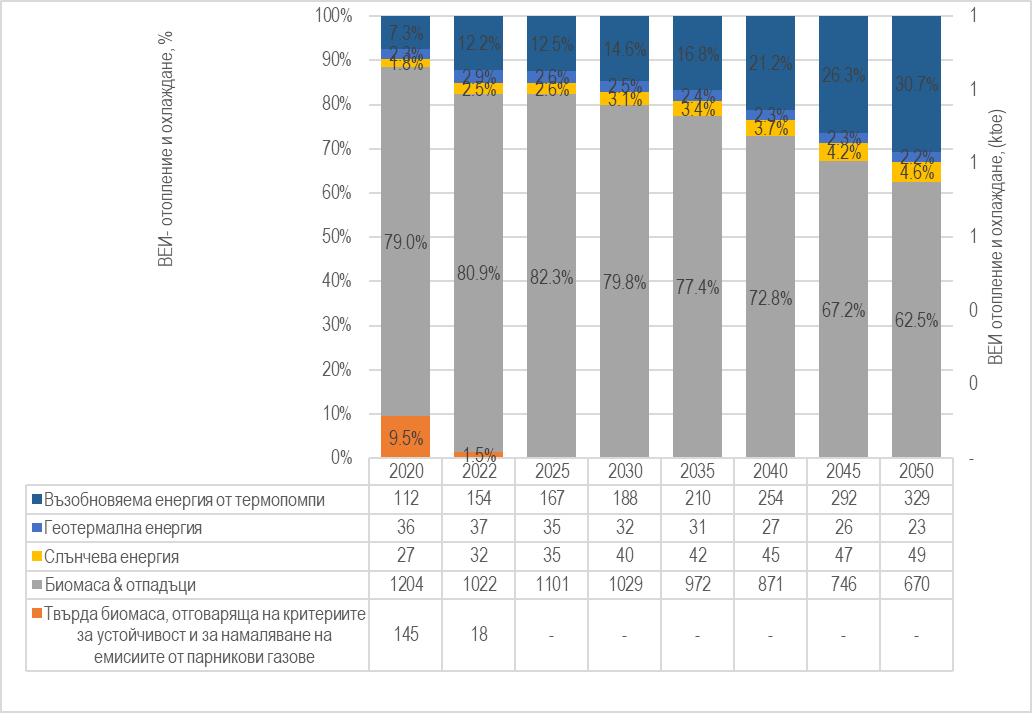 ВЕИ- отопление и охлаждане, %
100%
90%
80%
70%
60%
50%
40%
30%
20%
10%
0%
7.3% 12.2% 12.5% 14.6% 16.8% 21.2% 26.3% 30.7%
2.3% 2.9% 2.6% 2.5% 2.4% 2.3% 2.3% 2.2%
1.8% 2.5% 2.6% 3.1% 3.4% 3.7% 4.2% 4.6%
79.0% 80.9% 82.3% 79.8% 77.4% 72.8% 67.2% 62.5%
9.5% 1.5%
1
1
1
1
0
0
-
ВЕИ отопление и охлаждане, (ktoe)
2020 2022 2025 2030 2035 2040 2045 2050
Възобновяема енергия от термопомпи 112 154 167 188 210 254 292 329
Геотермална енергия 36 37 35 32 31 27 26 23
Слънчева енергия 27 32 35 40 42 45 47 49
Биомаса & отпадъци 1204 1022 1101 1029 972 871 746 670
Твърда биомаса, отговаряща на критериите
за устойчивост и за намаляване на 145 18 - - - - - -
емисиите от парникови газове